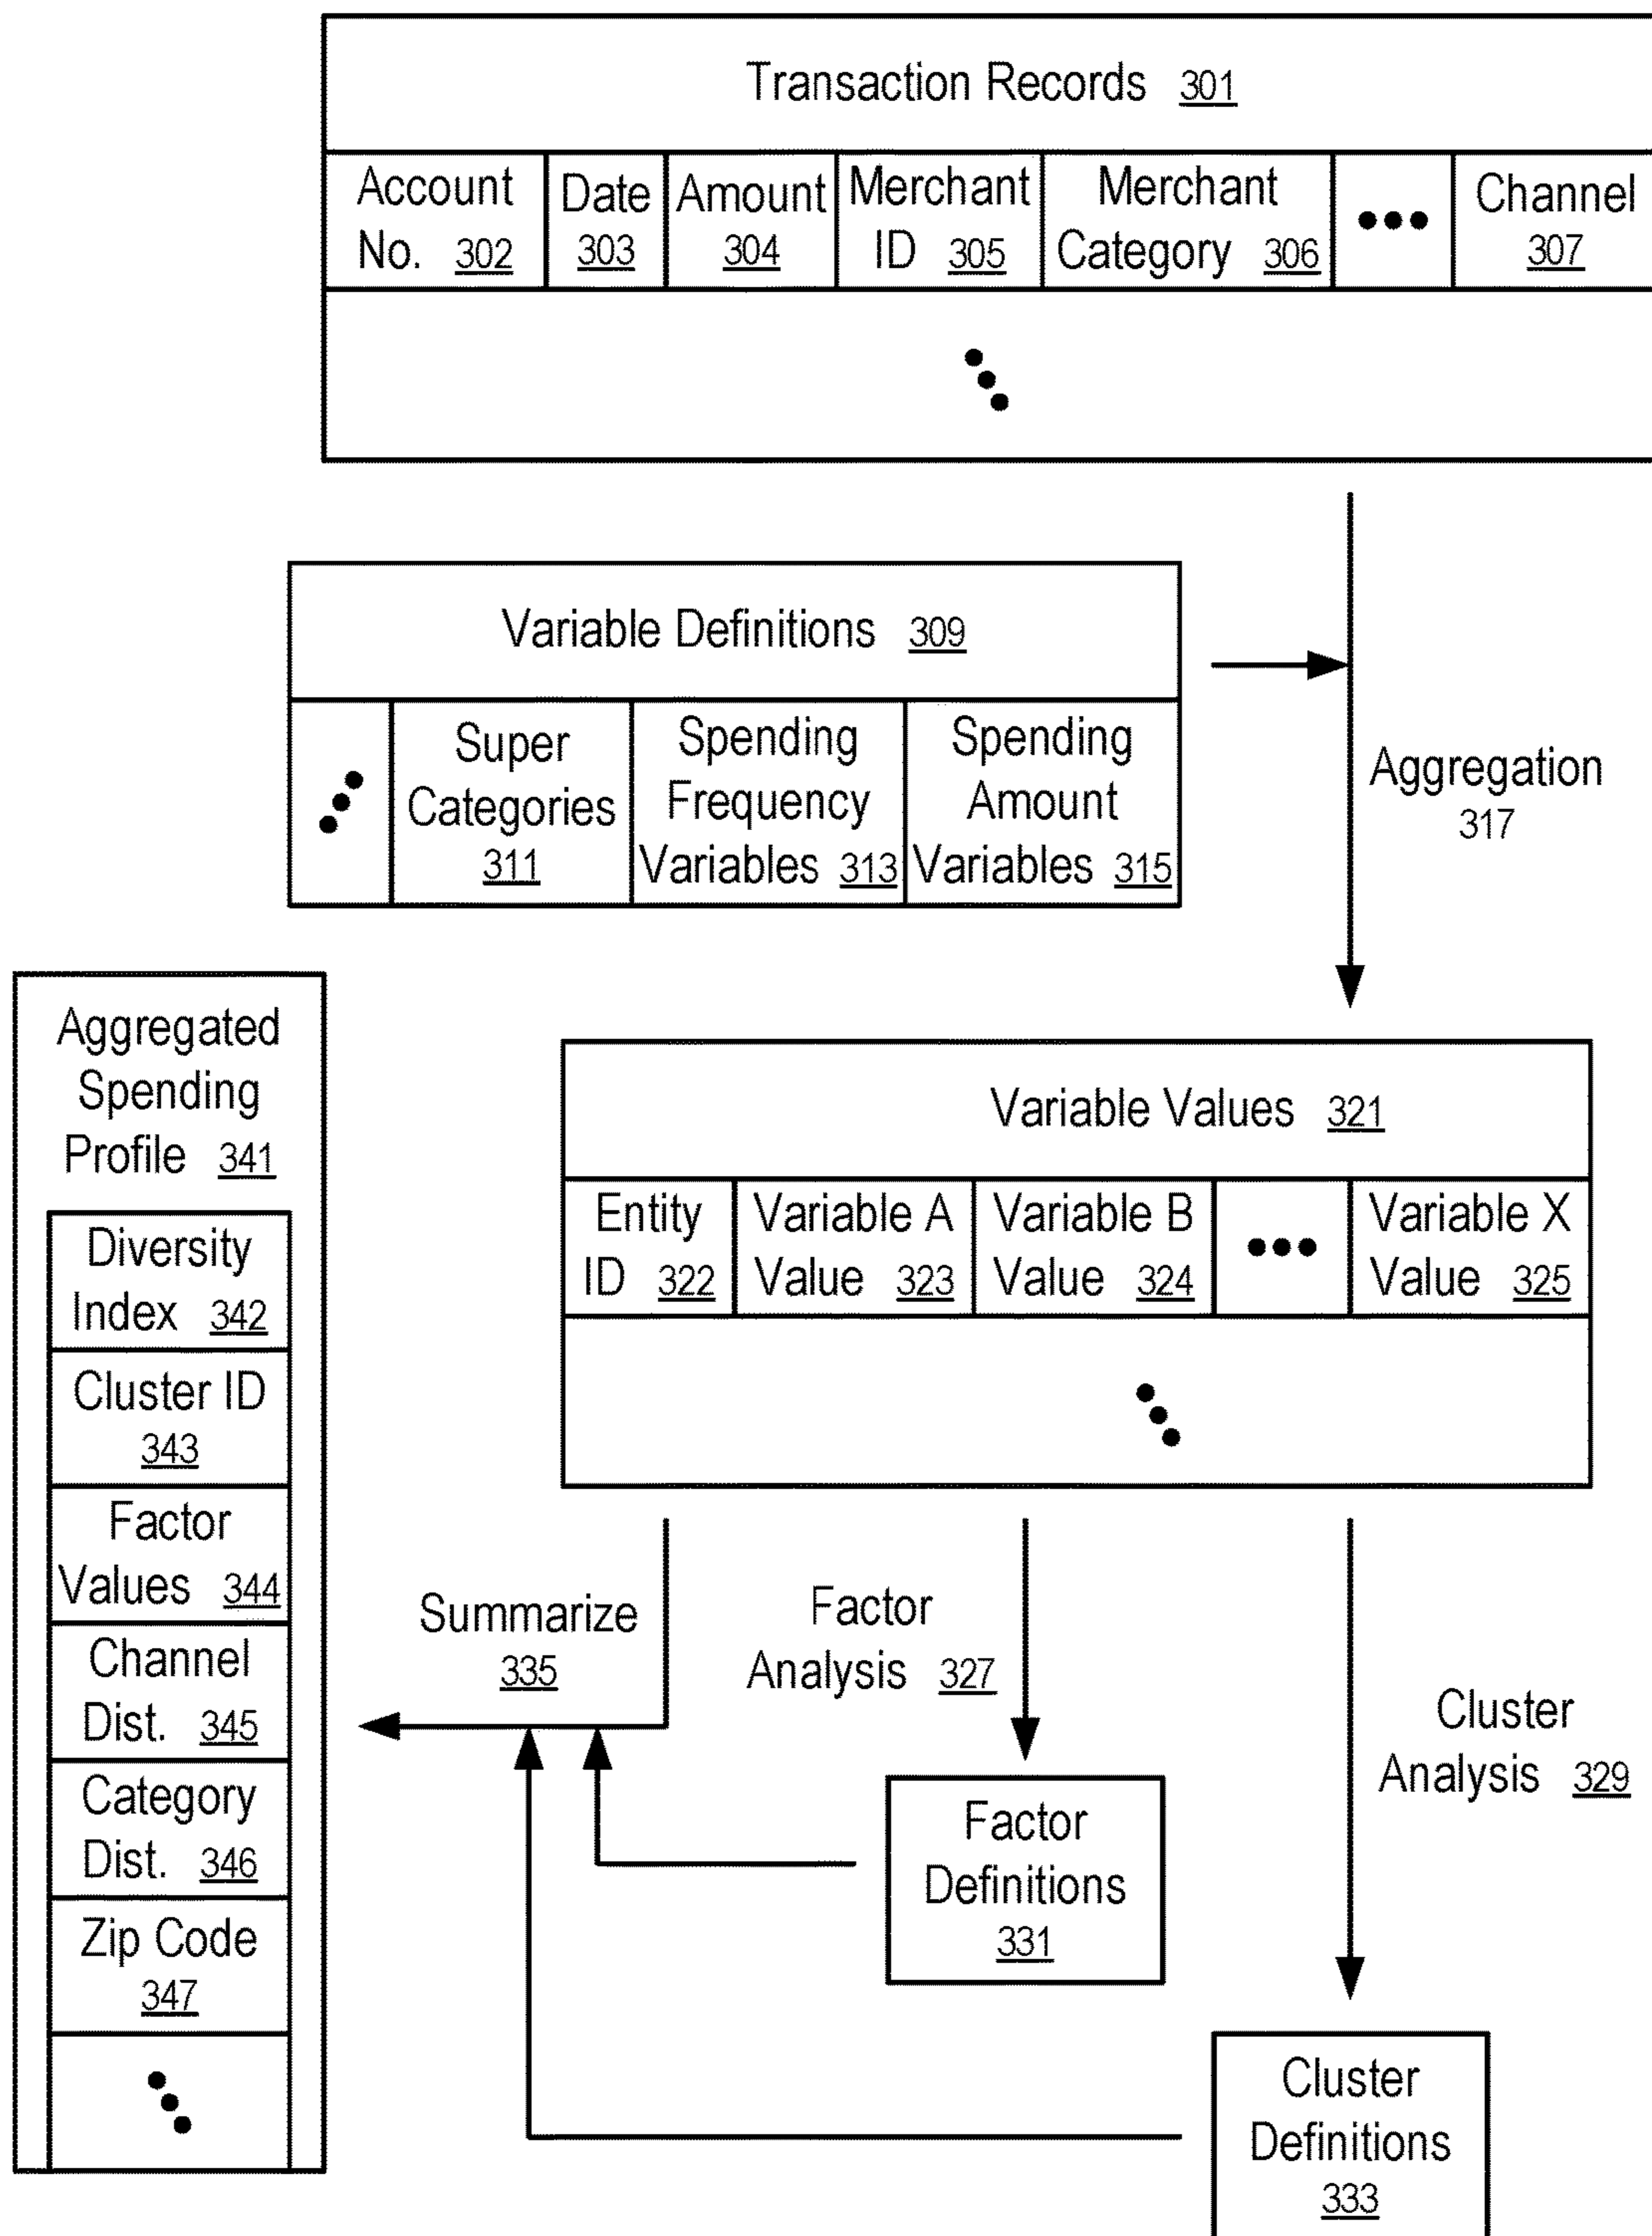 Transaction Records 301
Account
No. 302
Date
303
Amount
304
Merchant
ID 305
Merchant
Category 306
Channel
307
Variable Definitions 309
Super
Categories
311
Spending
Frequency
Variables 313
Spending
Amount
Variables 315
Aggregation
317
Aggregated
Spending
Profile 341
Diversity
Index 342
Cluster ID
343
Factor
Values 344
Channel
Dist. 345
Category
Dist. 346
Zip Code
347
Variable Values 321
Entity
ID 322
Variable A
Value 323
Variable B
Value 324
Variable X
Value 325
Summarize
335
Factor
Analysis 327
Cluster
Analysis 329
Factor
Definitions
331
Cluster
Definitions
333